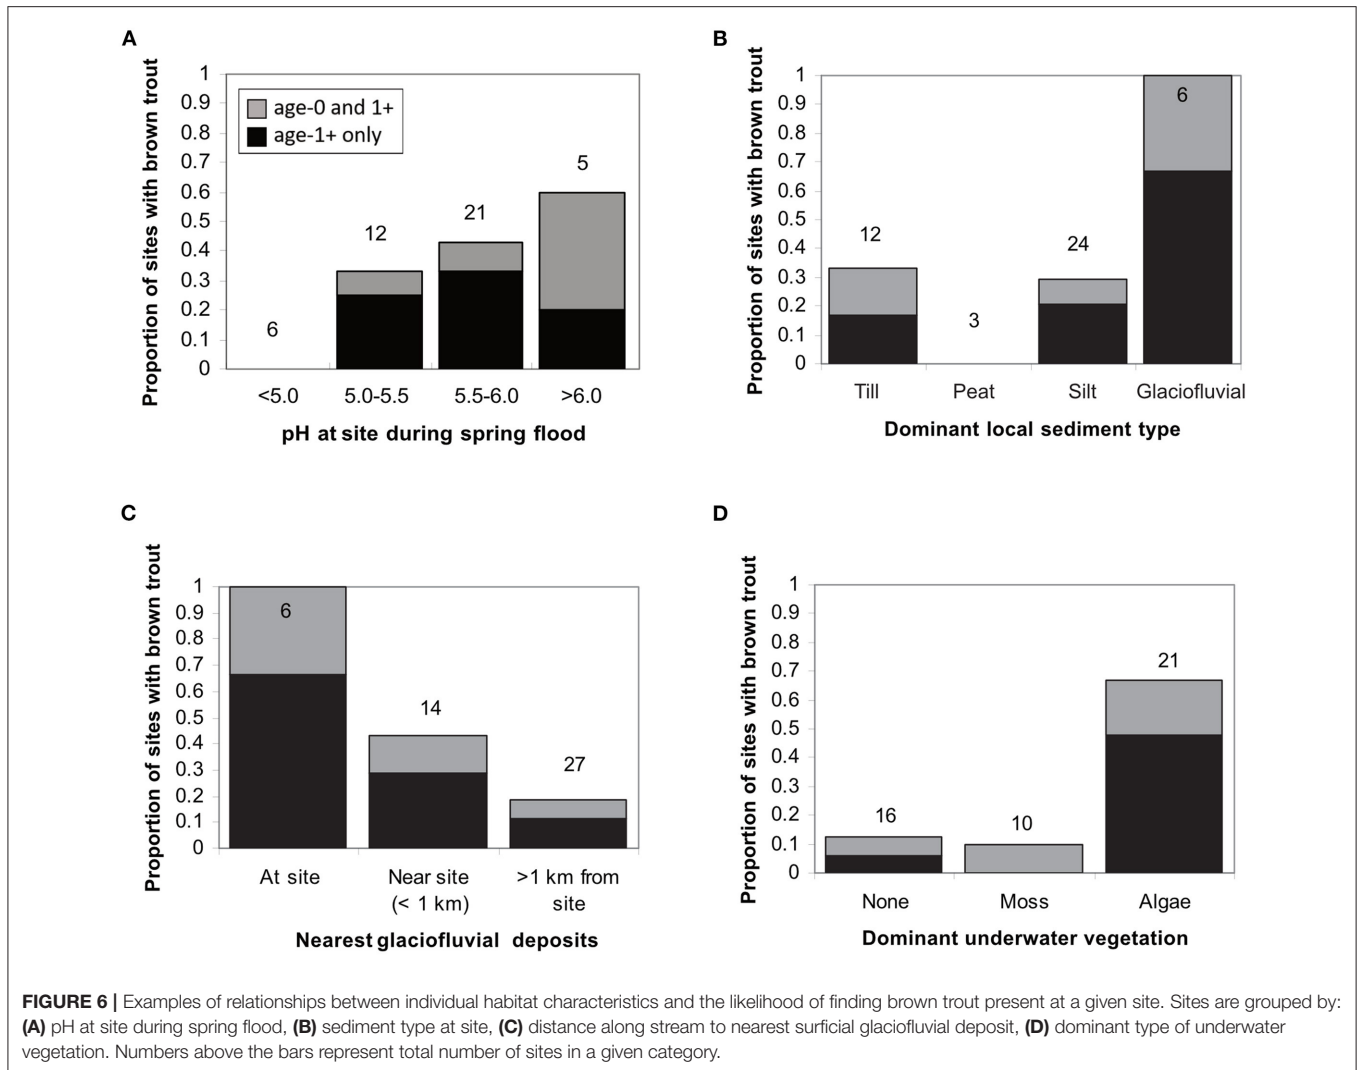 A
Proportion of sites with brown trout
1
0.9
0.8
0.7
0.6
0.5
0.4
0.3
0.2
0.1
0
age-0 and 1+
age-1+ only
6
12
21
5
<5.0
5.0-5.5
5.5-6.0
>6.0
pH at site during spring flood
B
Proportion of sites with brown trout
1
0.9
0.8
0.7
0.6
0.5
0.4
0.3
0.2
0.1
0
12
3
24
6
Till
Peat
Silt
Glaciofluvial
Dominant local sediment type
C
Proportion of sites with brown trout
1
0.9
0.8
0.7
0.6
0.5
0.4
0.3
0.2
0.1
0
6
14
27
At site
Near site
(< 1 km)
>1 km from
site
Nearest glaciofluvial deposits
D
Proportion of sites with brown trout
1
0.9
0.8
0.7
0.6
0.5
0.4
0.3
0.2
0.1
0
16
10
21
None
Moss
Algae
Dominant underwater vegetation
FIGURE 6 | Examples of relationships between individual habitat characteristics and the likelihood of finding brown trout present at a given site. Sites are grouped by:
(A) pH at site during spring flood, (B) sediment type at site, (C) distance along stream to nearest surficial glaciofluvial deposit, (D) dominant type of underwater
vegetation. Numbers above the bars represent total number of sites in a given category.